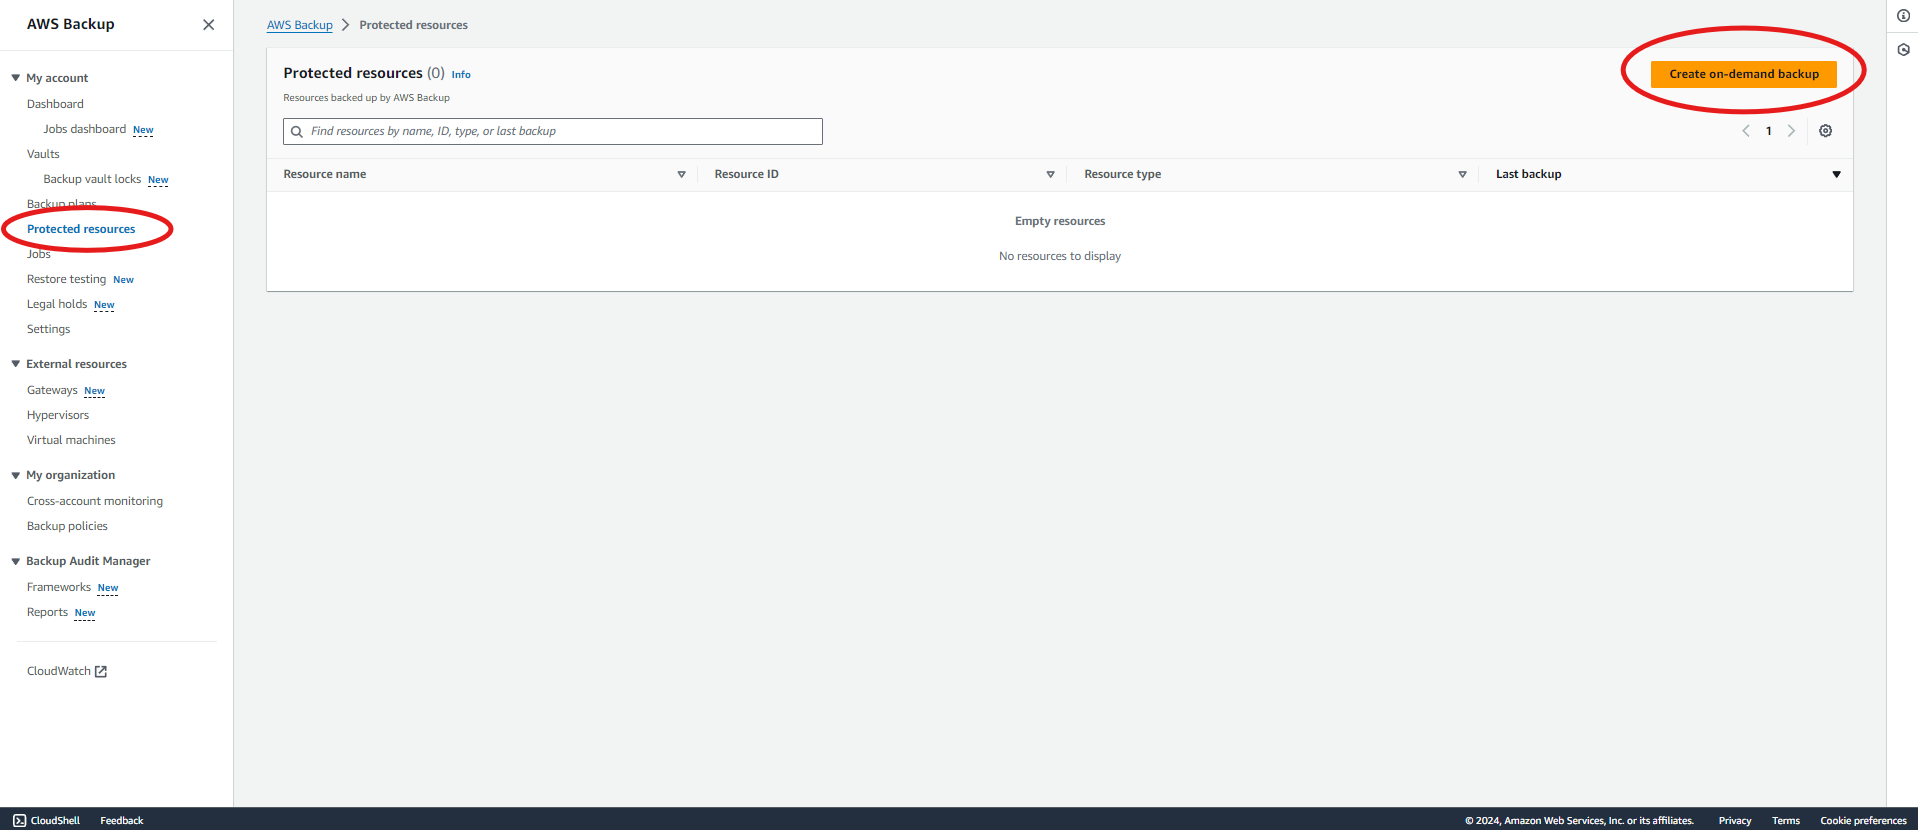 AWS Backup
My account
Dashboard
Jobs dashboard New
Vaults
Backup vault locks New
Backup plans
Protected resources
Jobs
Restore testing New
Legal holds New
Settings
External resources
Gateways New
Hypervisors
Virtual machines
My organization
Cross-account monitoring
Backup policies
Backup Audit Manager
Frameworks New
Reports New
CloudWatch
AWS Backup > Protected resources
Protected resources (0) Info
Create on-demand backup
Resources backed up by AWS Backup
Find resources by name, ID, type, or last backup
1
Resource name Resource ID Resource type Last backup
Empty resources
No resources to display
CloudShell Feedback © 2024, Amazon Web Services, Inc. or its affiliates. Privacy Terms Cookie preferences